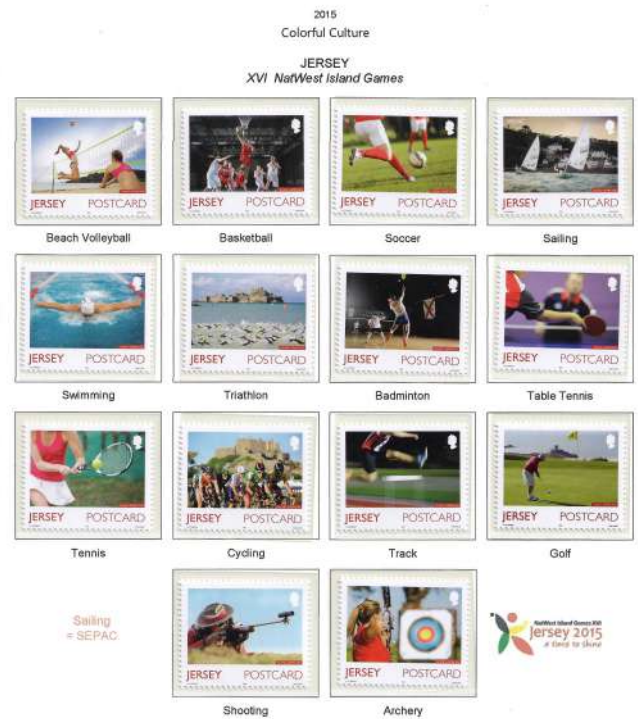 2015
Colorful Culture
JERSEY
XVI NatWest Island Games
JERSEY POSTCARD
JERSEY POSTCARD
JERSEY POSTCARD
JERSEY POSTCARD
Beach Volleyball
Basketball
Soccer
Sailing
JERSEY POSTCARD
JERSEY POSTCARD
JERSEY POSTCARD
JERSEY POSTCARD
Swimming
Triathlon
Badminton
Table Tennis
JERSEY POSTCARD
JERSEY POSTCARD
JERSEY POSTCARD
JERSEY POSTCARD
Tennis
Cycling
Track
Golf
Sailing
= SEPAC
JERSEY POSTCARD
JERSEY POSTCARD
NatWest Island Games XVI
Jersey 2015
a time to shine
Shooting
Archery